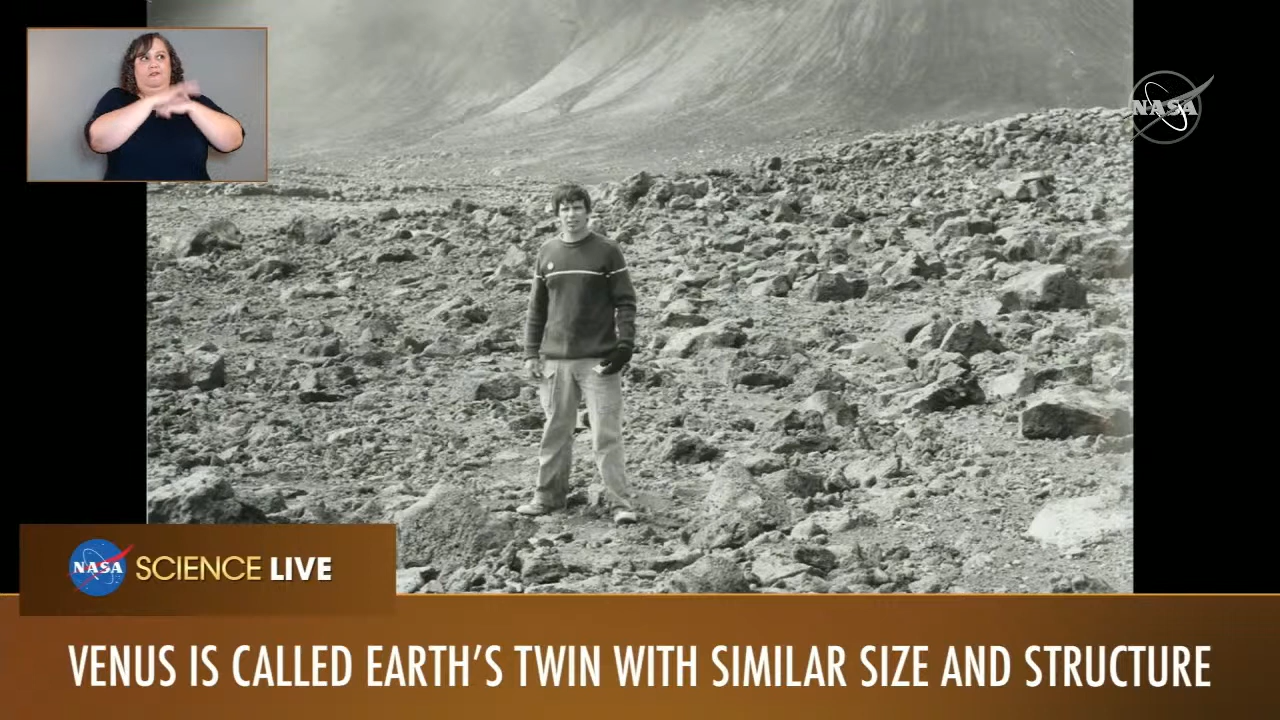 NASA
NASA SCIENCE LIVE
VENUS IS CALLED EARTH'S TWIN WITH SIMILAR SIZE AND STRUCTURE